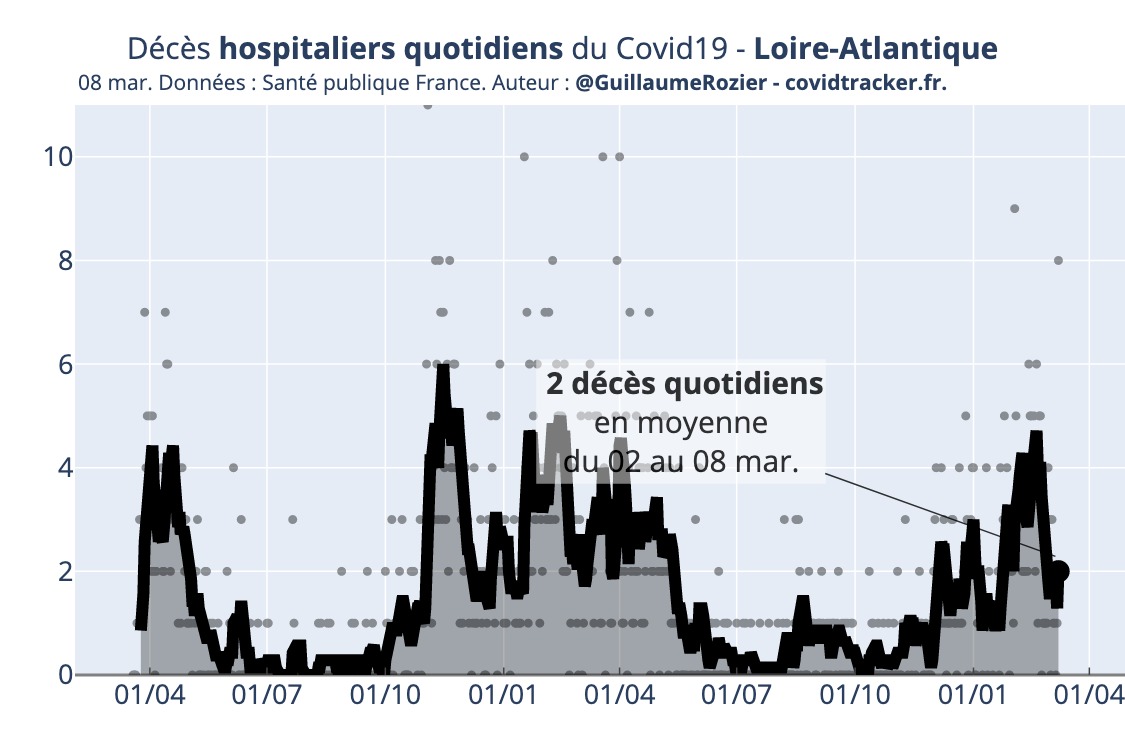 Décès hospitaliers quotidiens du Covid19 - Loire-Atlantique
08 mar. Données : Santé publique France. Auteur : @GuillaumeRozier - covidtracker.fr.
10
8
6
2 décès quotidiens
en moyenne
du 02 au 08 mar.
4
2
0
01/04 01/07 01/10 01/01 01/04 01/07 01/10 01/01 01/04